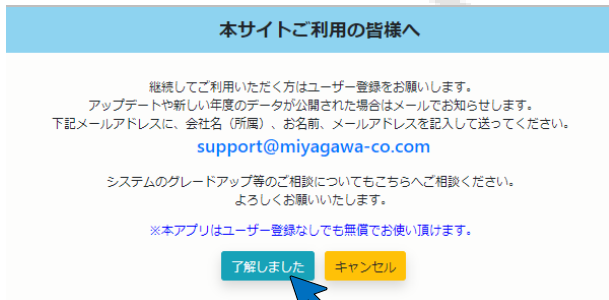 本サイトご利用の皆様へ
継続してご利用いただく方はユーザー登録をお願いします。
アップデートや新しい年度のデータが公開された場合はメールでお知らせします。
下記メールアドレスに、会社名（所属）、お名前、メールアドレスを記入して送ってください。
support@miyagawa-co.com
システムのグレードアップ等のご相談についてもこちらへご相談ください。
よろしくお願いいたします。
※本アプリはユーザー登録なしでも無償でお使い頂けます。
了解しました キャンセル